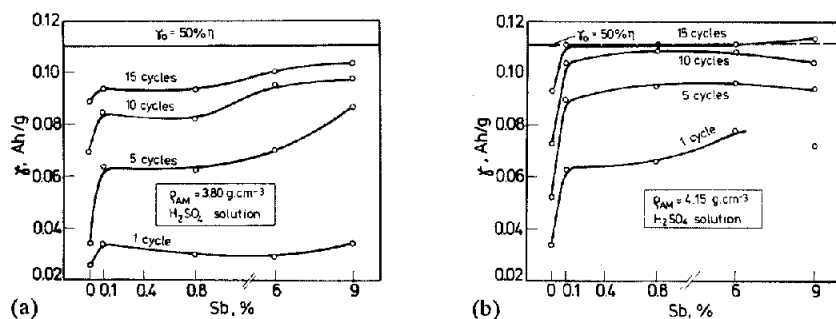 0.12
γ₀ = 50% η
0.10
15 cycles
10 cycles
0.08
γ, Ah/g
5 cycles
0.06
ρAM = 3.80 g.cm⁻³
H₂SO₄ solution
0.04
1 cycle
0.02
0 0.1 0.4 0.8 6 9
(a)
Sb, %
0.12
γ₀ = 50% η
15 cycles
10 cycles
0.10
5 cycles
0.08
1 cycle
γ, Ah/g
0.06
ρAM = 4.15 g.cm⁻³
H₂SO₄ solution
0.04
0.02
0 0.1 0.4 0.8 6 9
(b)
Sb, %